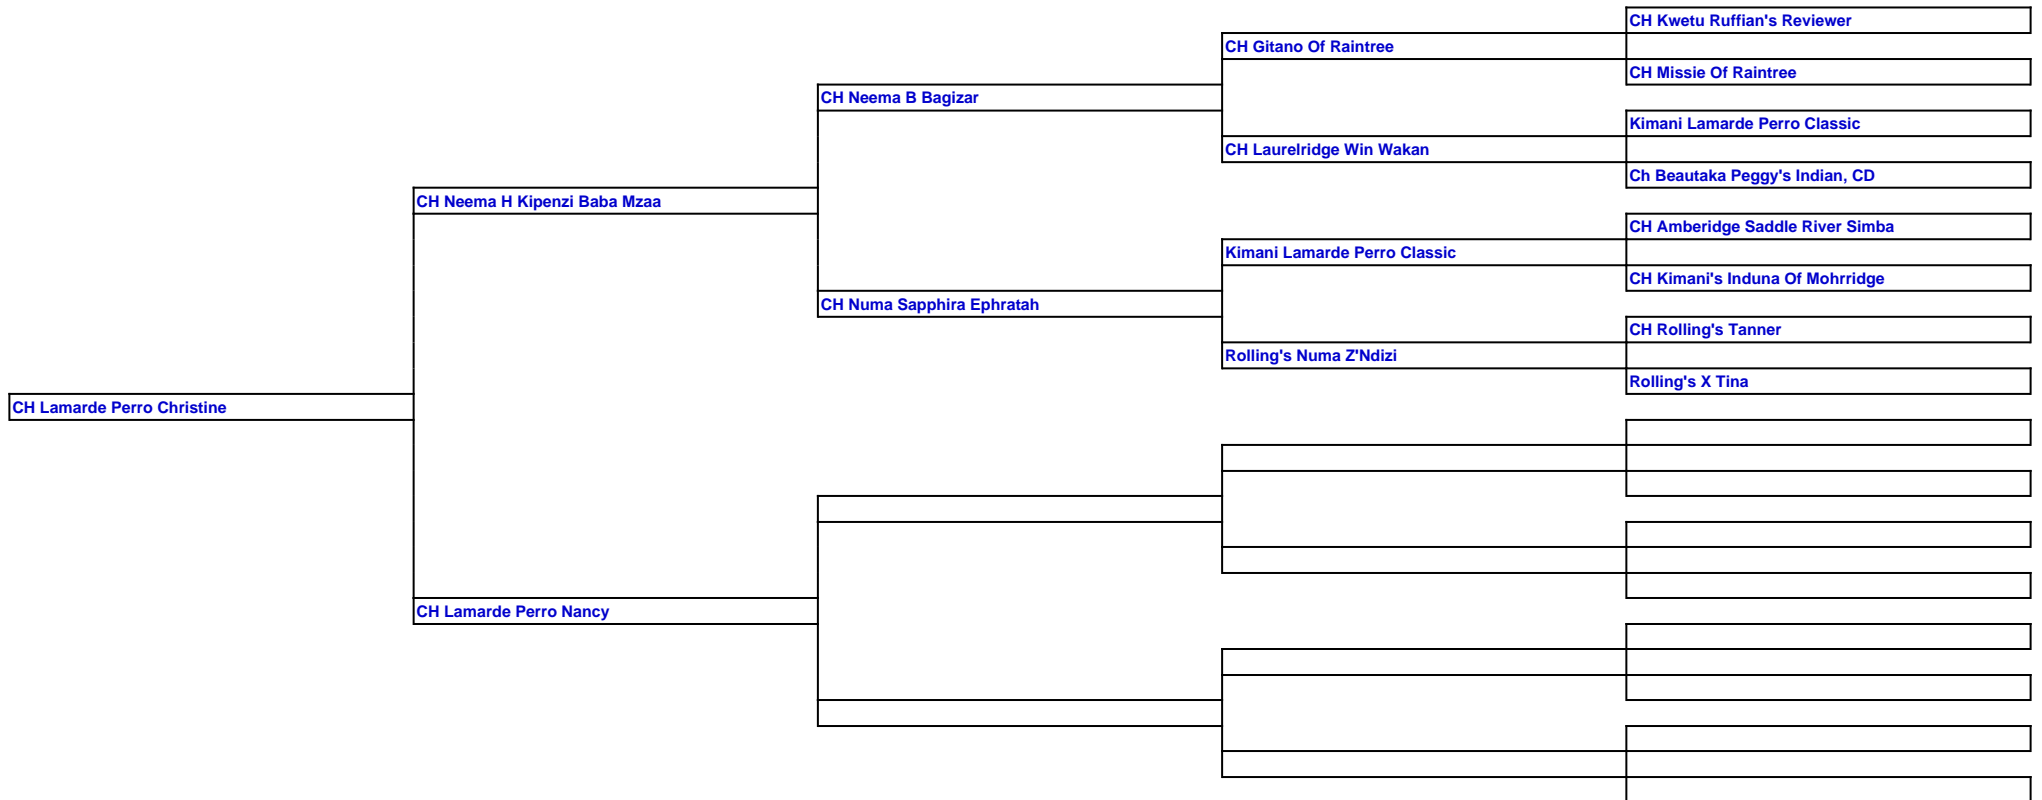 CH Kwetu Ruffian's Reviewer
CH Gitano Of Raintree
CH Missie Of Raintree
CH Neema B Bagizar
Kimani Lamarde Perro Classic
CH Laurelridge Win Wakan
Ch Beautaka Peggy's Indian, CD
CH Neema H Kipenzi Baba Mzaa
CH Amberidge Saddle River Simba
Kimani Lamarde Perro Classic
CH Kimani's Induna Of Mohrridge
CH Numa Sapphira Ephratah
CH Rolling's Tanner
Rolling's Numa Z'Ndizi
Rolling's X Tina
CH Lamarde Perro Christine
CH Lamarde Perro Nancy